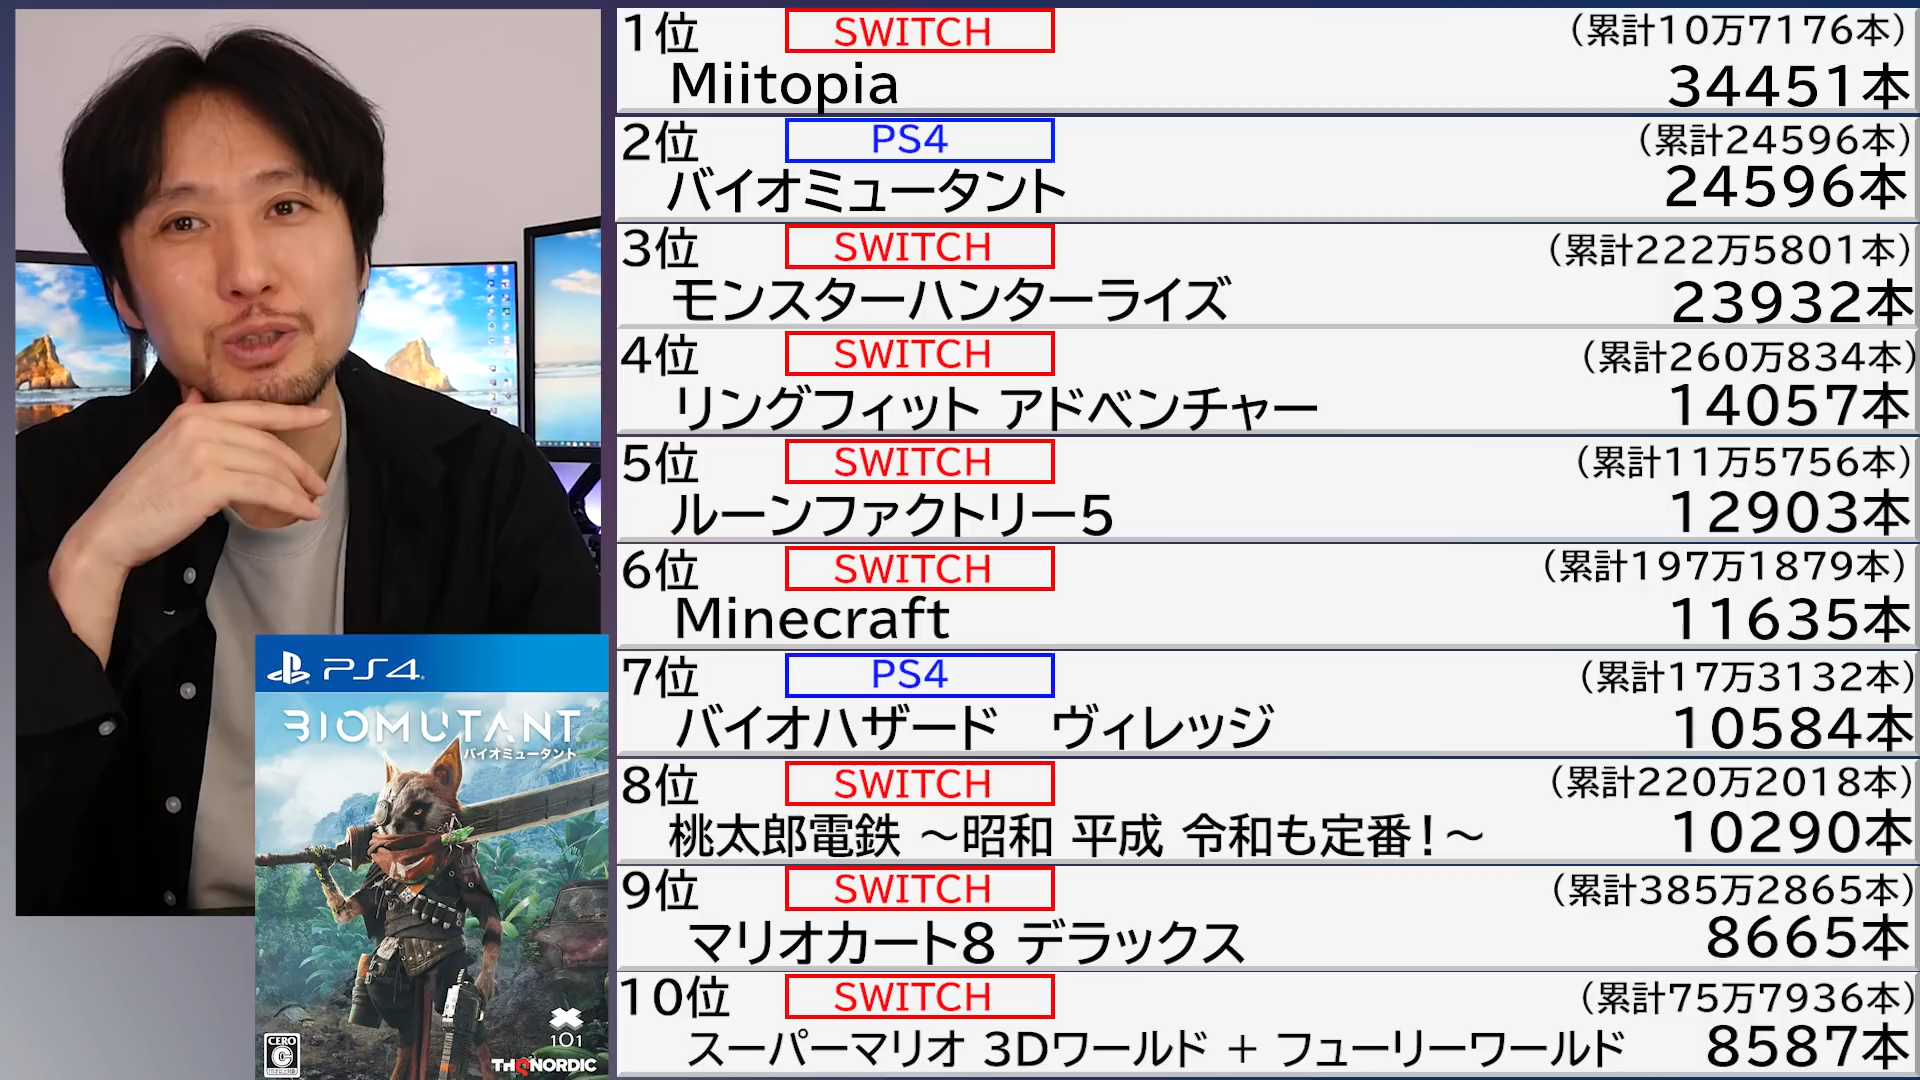 1位 SWITCH (累計10万7176本)
Miitopia 34451本
2位 PS4 (累計24596本)
バイオミュータント 24596本
3位 SWITCH (累計222万5801本)
モンスターハンターライズ 23932本
4位 SWITCH (累計260万834本)
リングフィット アドベンチャー 14057本
5位 SWITCH (累計11万5756本)
ルーンファクトリー5 12903本
6位 SWITCH (累計197万1879本)
Minecraft 11635本
7位 PS4 (累計17万3132本)
バイオハザード ヴィレッジ 10584本
8位 SWITCH (累計220万2018本)
桃太郎電鉄 ～昭和 平成 令和も定番!～ 10290本
9位 SWITCH (累計385万2865本)
マリオカート8 デラックス 8665本
10位 SWITCH (累計75万7936本)
スーパーマリオ 3Dワールド + フューリーワールド 8587本
PS4
BIOMUTANT
バイオミュータント
101
CERO
C
THQ NORDIC